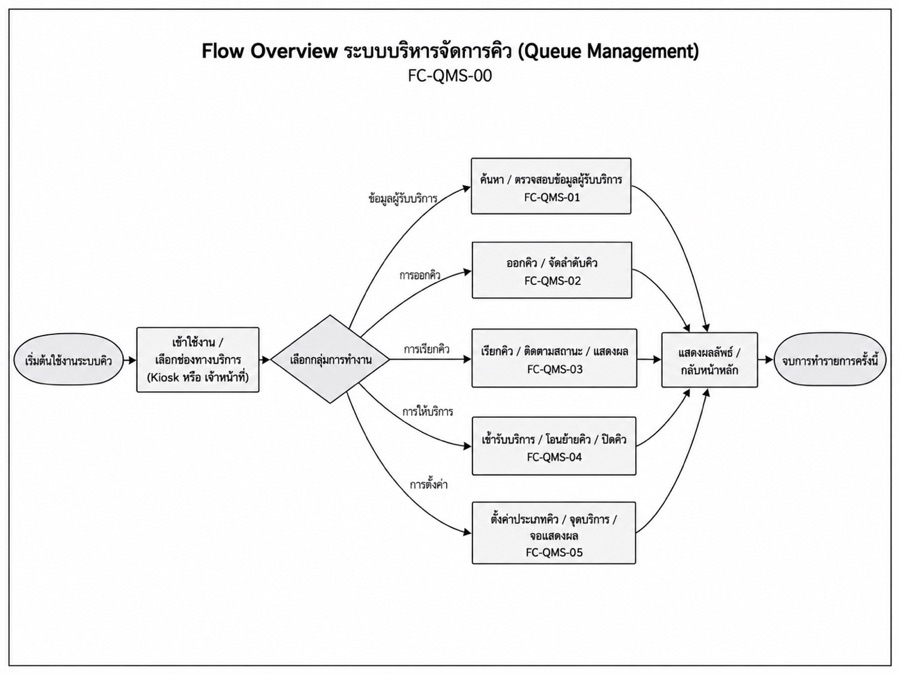 Flow Overview ระบบบริหารจัดการคิว (Queue Management)
FC-QMS-00
เริ่มต้นใช้งานระบบคิว
เข้าใช้งาน /
เลือกช่องทางบริการ
(Kiosk หรือ เจ้าหน้าที่)
เลือกกลุ่มการทำงาน
ข้อมูลผู้รับบริการ
ค้นหา / ตรวจสอบข้อมูลผู้รับบริการ
FC-QMS-01
การออกคิว
ออกคิว / จัดลำดับคิว
FC-QMS-02
การเรียกคิว
เรียกคิว / ติดตามสถานะ / แสดงผล
FC-QMS-03
การให้บริการ
เข้ารับบริการ / โอนย้ายคิว / ปิดคิว
FC-QMS-04
การตั้งค่า
ตั้งค่าประเภทคิว / จุดบริการ /
จอแสดงผล
FC-QMS-05
แสดงผลลัพธ์ /
กลับหน้าหลัก
จบการทำรายการครั้งนี้